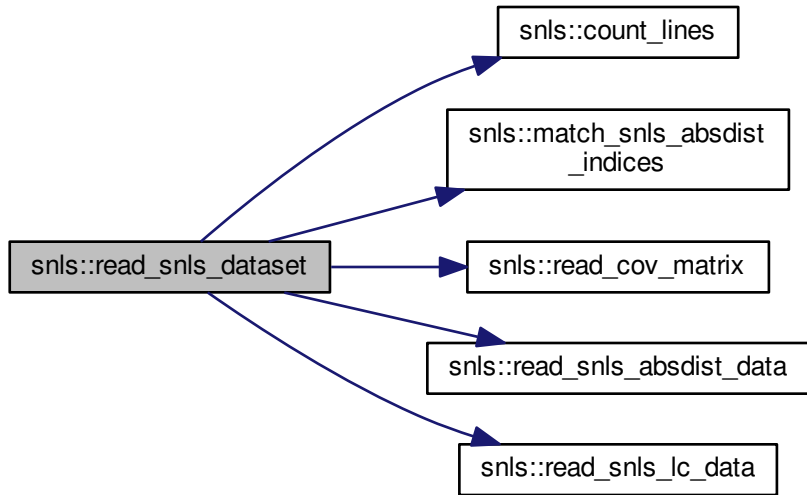 snls::count_lines
snls::match_snls_absdist
_indices
snls::read_snls_dataset
snls::read_cov_matrix
snls::read_snls_absdist_data
snls::read_snls_lc_data